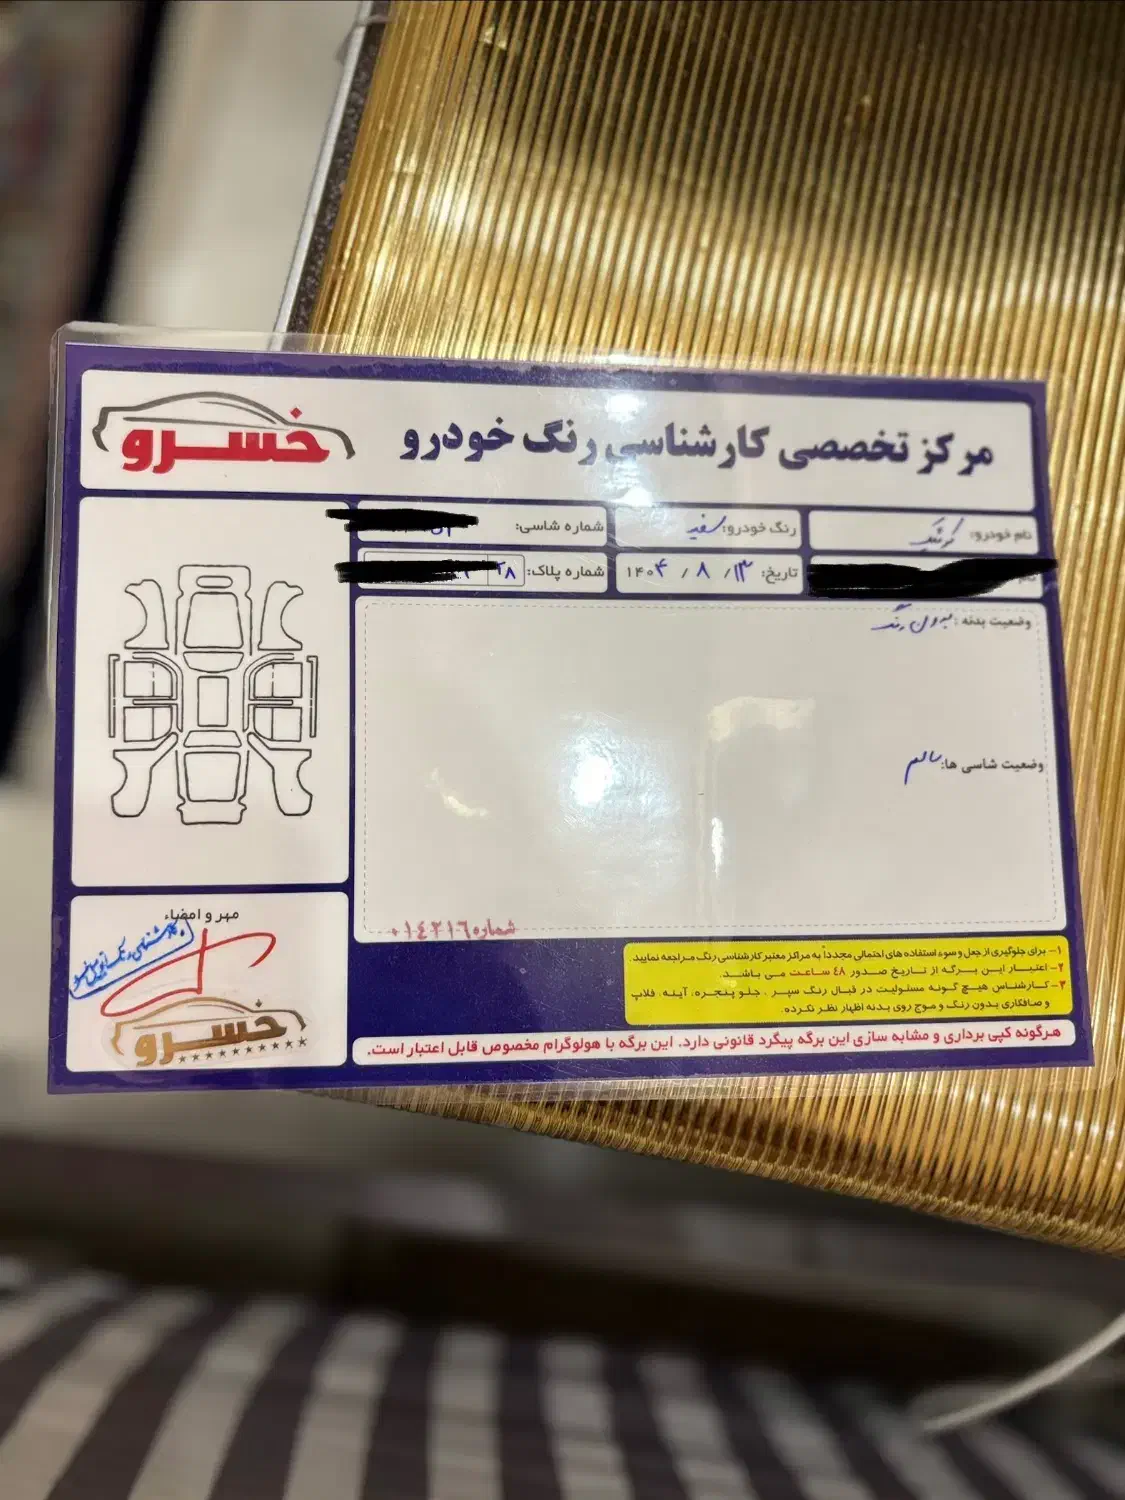 مرکز تخصصی کارشناسی رنگ خودرو
خسرو
نام خودرو: کوئیک
رنگ خودرو: سفید
شماره شاسی:
تاریخ: ۱۴۰۴ / ۸ / ۱۳
شماره پلاک: ۲۸
وضعیت بدنه: بدون رنگ
وضعیت شاسی ها: سالم
شماره ٠١٤٢١٦
مهر و امضاء
خسرو
۱- برای جلوگیری از جعل و سوء استفاده های احتمالی مجدداً به مراکز معتبر کارشناسی رنگ مراجعه نمایید.
۲- اعتبار این برگه از تاریخ صدور ۴۸ ساعت می باشد.
۳- کارشناس هیچ گونه مسئولیت در قبال رنگ سپر ، جلو پنجره، آینه، فلاپ
و صافکاری بدون رنگ و موج روی بدنه اظهار نظر نکرده.
هرگونه کپی برداری و مشابه سازی این برگه پیگرد قانونی دارد. این برگه با هولوگرام مخصوص قابل اعتبار است.